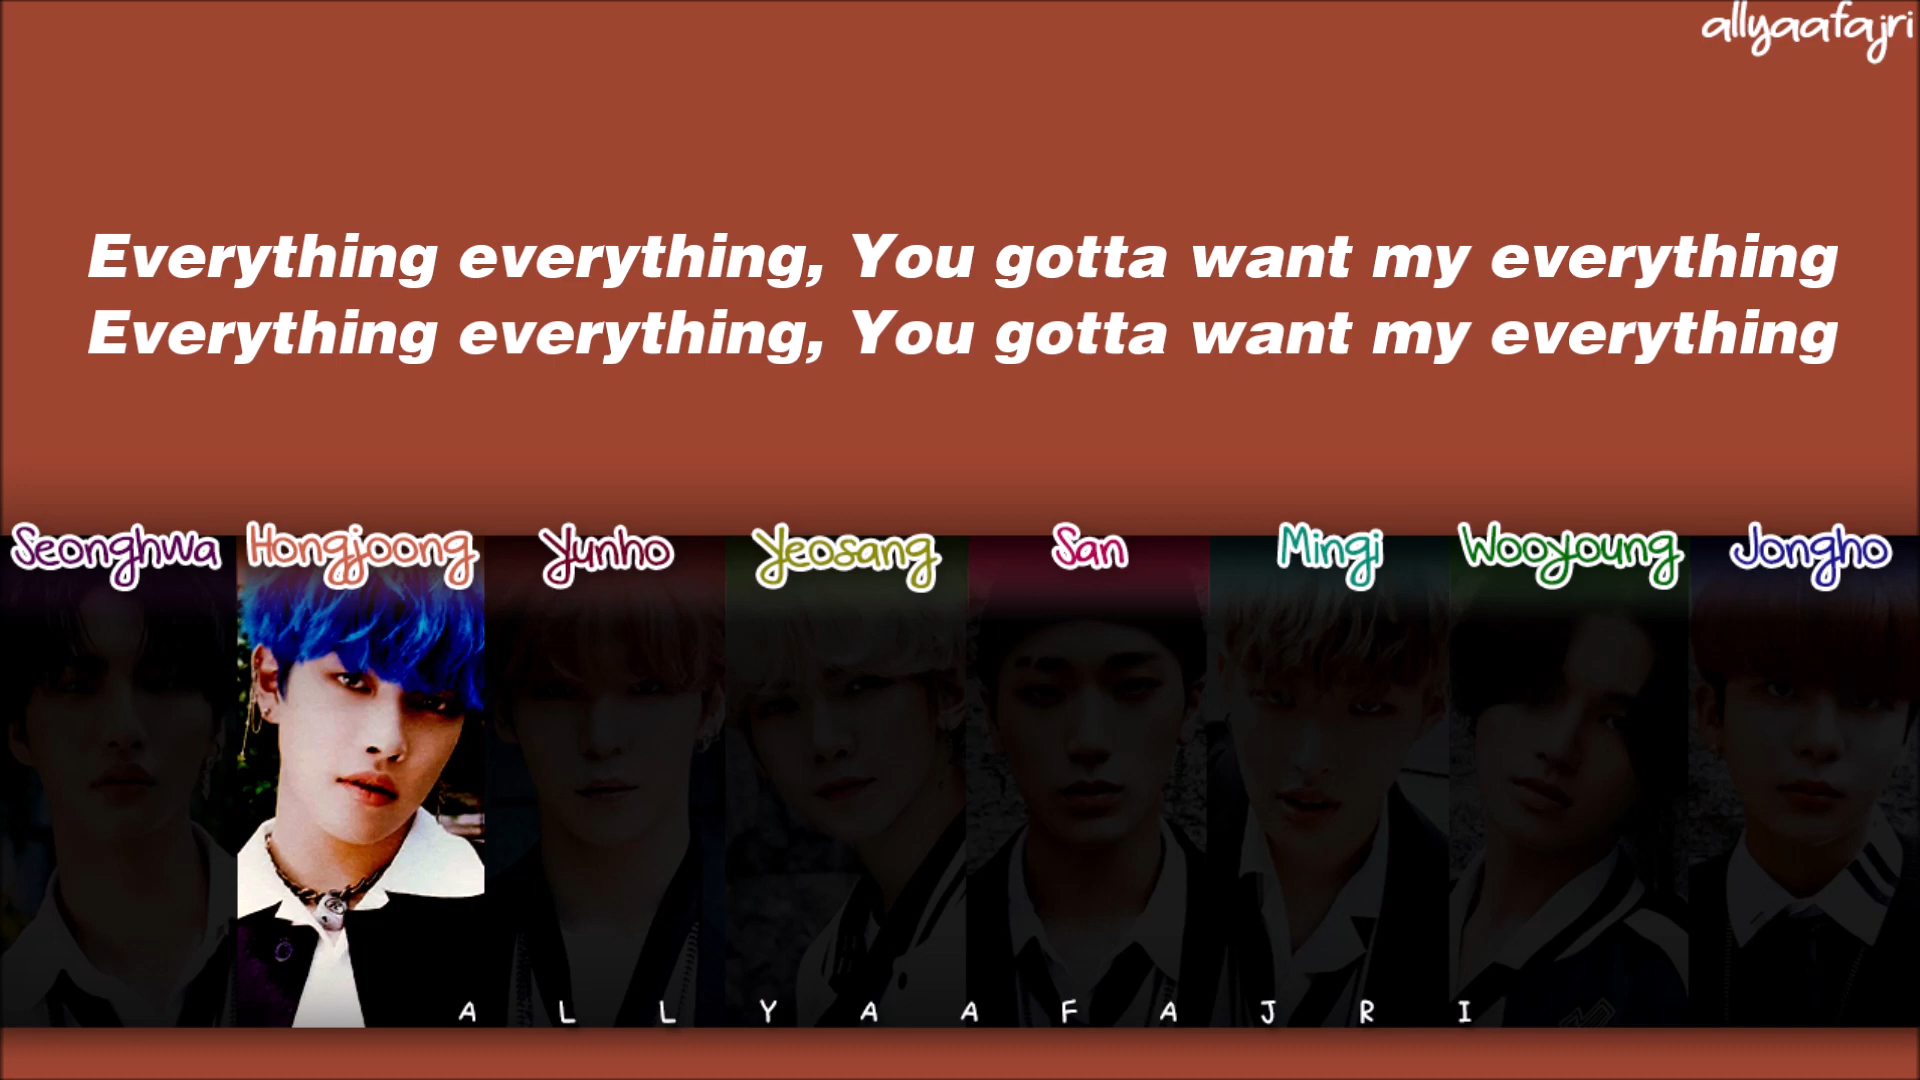 allyaafajri
Everything everything, You gotta want my everything
Everything everything, You gotta want my everything
Seonghwa Hongjoong Yunho Yeosang San Mingi Wooyoung Jongho
A L L Y A A F A J R I